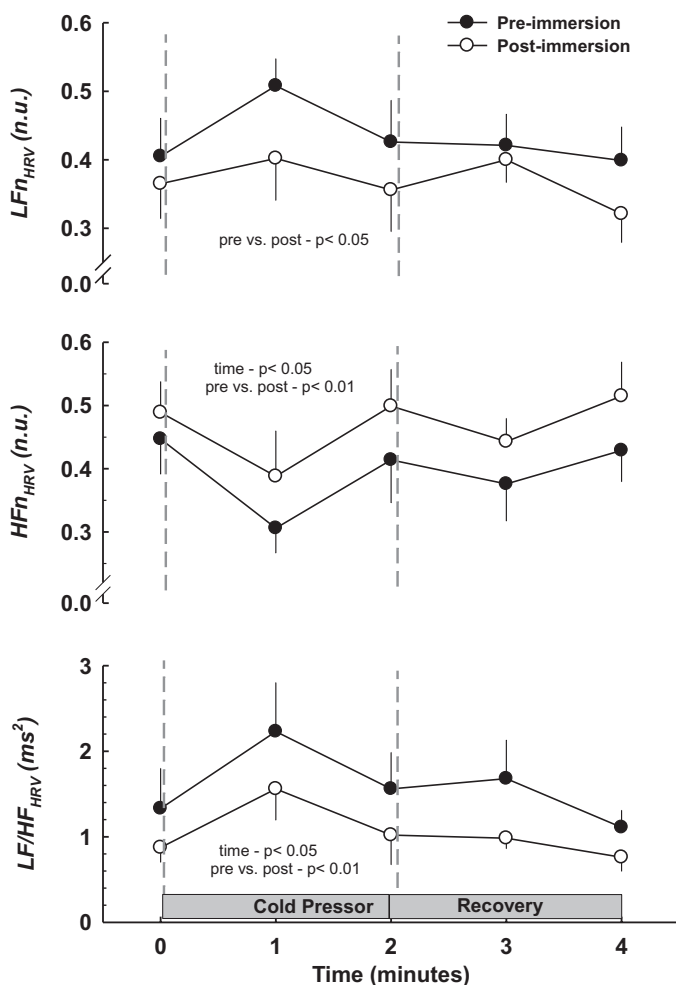 Pre-immersion
Post-immersion
LFn_HRV (n.u.)
0.6
0.5
0.4
0.3
0.0
pre vs. post - p< 0.05
HFn_HRV (n.u.)
0.6
0.5
0.4
0.3
0.0
time - p< 0.05
pre vs. post - p< 0.01
LF/HF_HRV (ms²)
3
2
1
0
time - p< 0.05
pre vs. post - p< 0.01
Cold Pressor Recovery
0 1 2 3 4
Time (minutes)